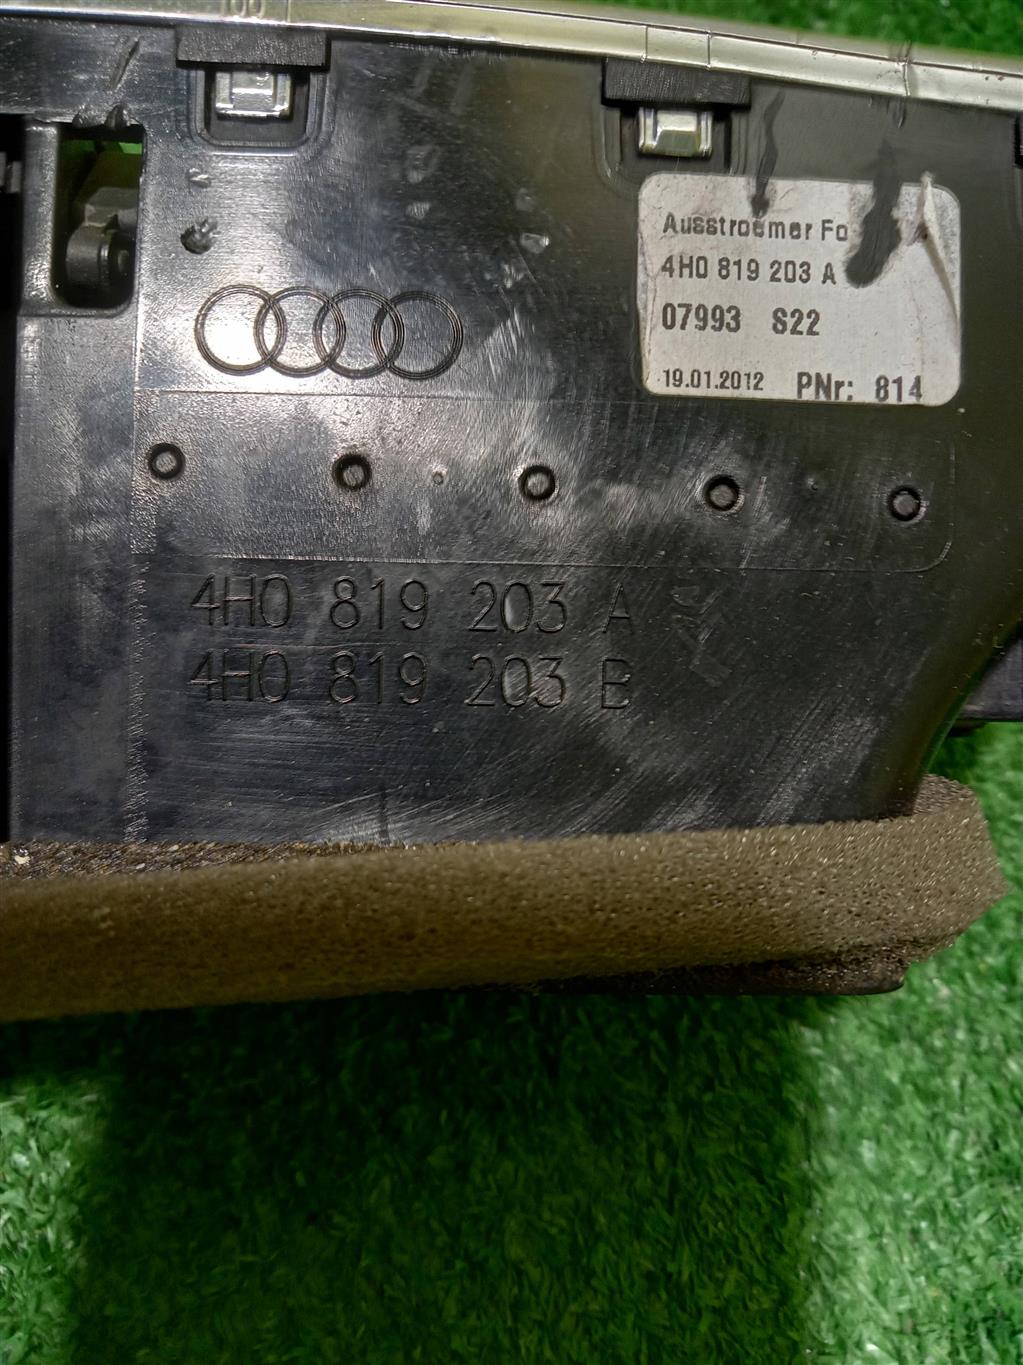 Ausstroemer Fo
4H0 819 203 A
07993 S22
19.01.2012 PNr: 814
4H0 819 203 A
4H0 819 203 B